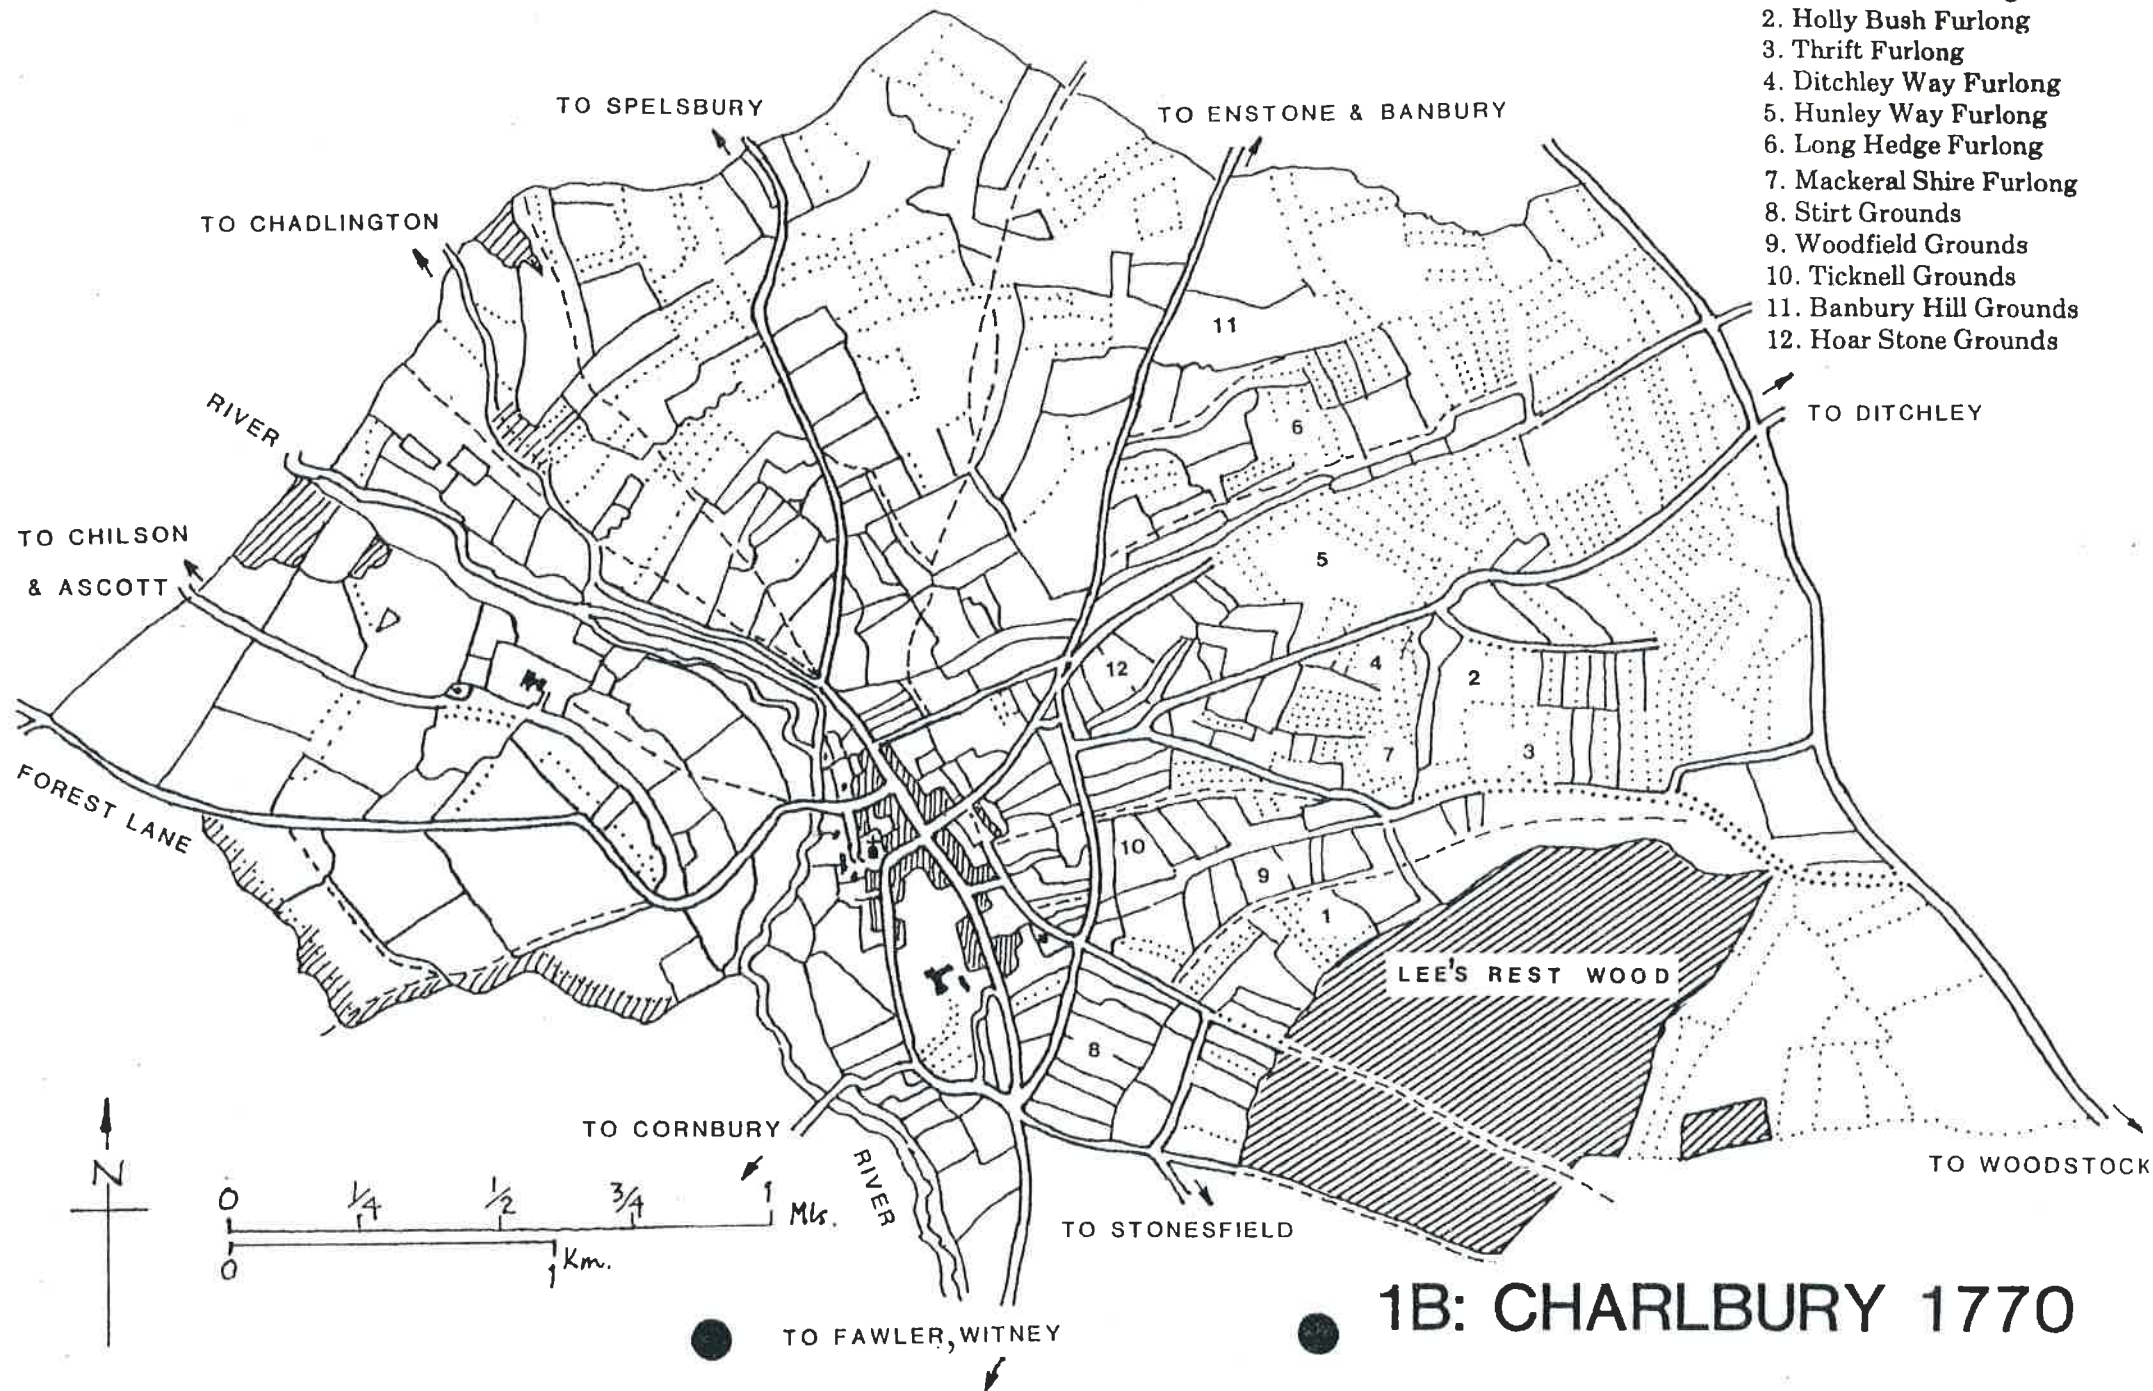 2. Holly Bush Furlong
3. Thrift Furlong
4. Ditchley Way Furlong
5. Hunley Way Furlong
6. Long Hedge Furlong
7. Mackeral Shire Furlong
8. Stirt Grounds
9. Woodfield Grounds
10. Ticknell Grounds
11. Banbury Hill Grounds
12. Hoar Stone Grounds
TO SPELSBURY
TO ENSTONE & BANBURY
TO CHADLINGTON
11
RIVER
TO DITCHLEY
6
TO CHILSON
& ASCOTT
5
12
4
2
7
3
FOREST LANE
10
9
1
LEE'S REST WOOD
8
TO CORNBURY
RIVER
TO WOODSTOCK
TO STONESFIELD
N
0 1/4 1/2 3/4 1 Mls.
0 1 Km.
1B: CHARLBURY 1770
TO FAWLER, WITNEY